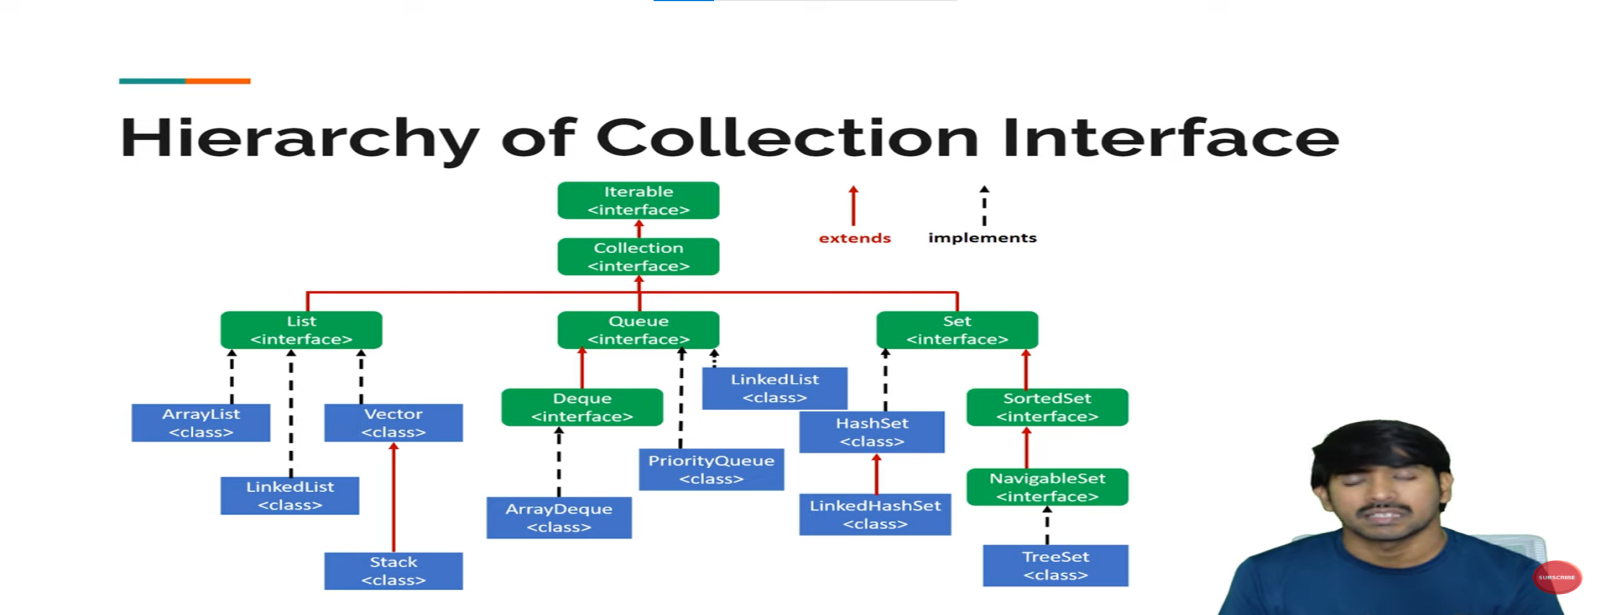 Hierarchy of Collection Interface
Iterable
<interface>
extends
implements
Collection
<interface>
List
<interface>
Queue
<interface>
Set
<interface>
ArrayList
<class>
LinkedList
<class>
Vector
<class>
Stack
<class>
Deque
<interface>
ArrayDeque
<class>
PriorityQueue
<class>
LinkedList
<class>
HashSet
<class>
LinkedHashSet
<class>
SortedSet
<interface>
NavigableSet
<interface>
TreeSet
<class>
SUBSCRIBE